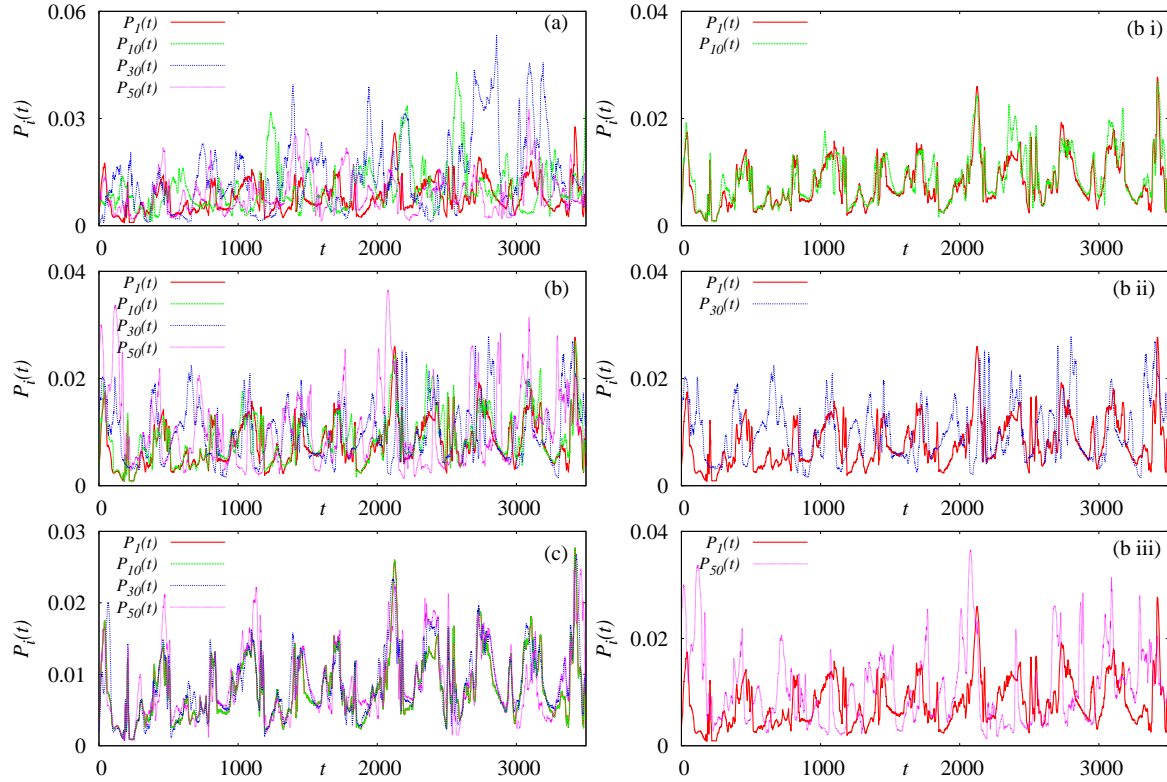 (a)
P1(t)
P10(t)
P30(t)
P50(t)
Pi(t)
0.06
0.03
0
0 1000 2000 3000
t
(b i)
P1(t)
P10(t)
Pi(t)
0.04
0.02
0
0 1000 2000 3000
t
(b)
P1(t)
P10(t)
P30(t)
P50(t)
Pi(t)
0.04
0.02
0
0 1000 2000 3000
t
(b ii)
P1(t)
P30(t)
Pi(t)
0.04
0.02
0
0 1000 2000 3000
t
(c)
P1(t)
P10(t)
P30(t)
P50(t)
Pi(t)
0.03
0.02
0.01
0
0 1000 2000 3000
t
(b iii)
P1(t)
P50(t)
Pi(t)
0.04
0.02
0
0 1000 2000 3000
t